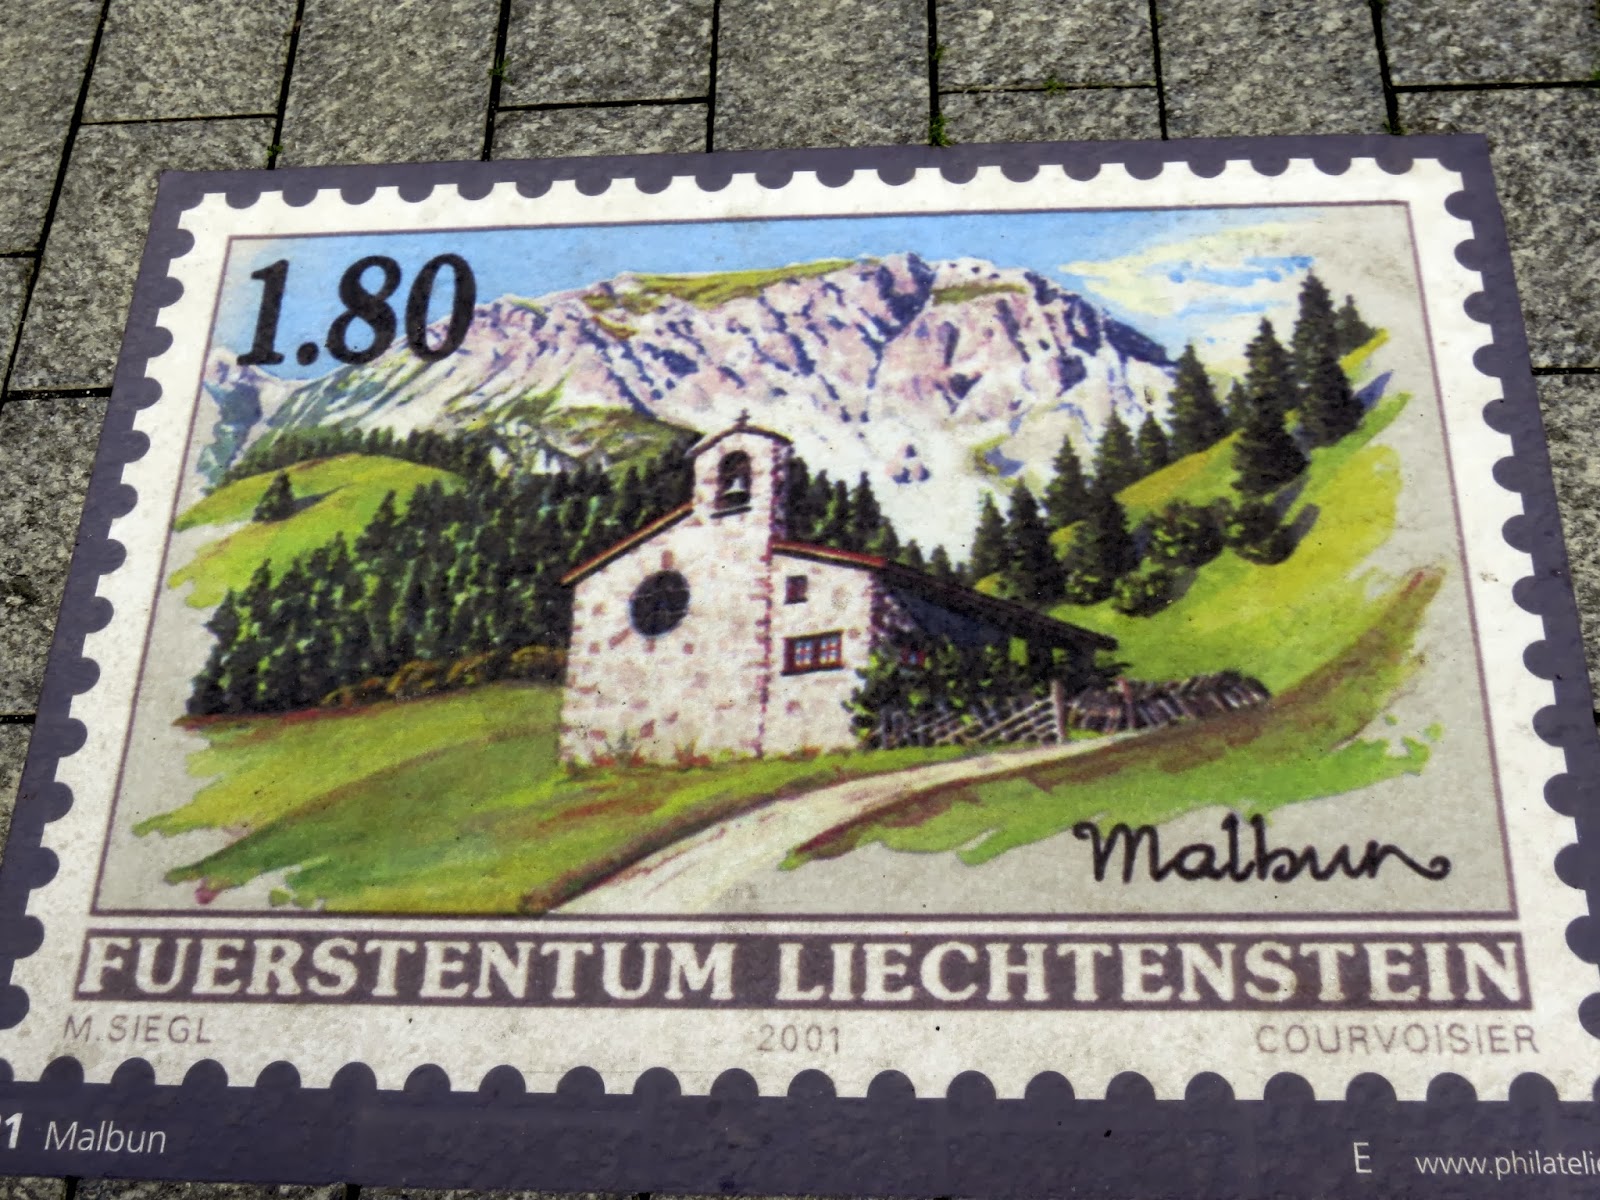 1.80
Malbun
FUERSTENTUM LIECHTENSTEIN
M. SIEGL 2001 COURVOISIER
Malbun E